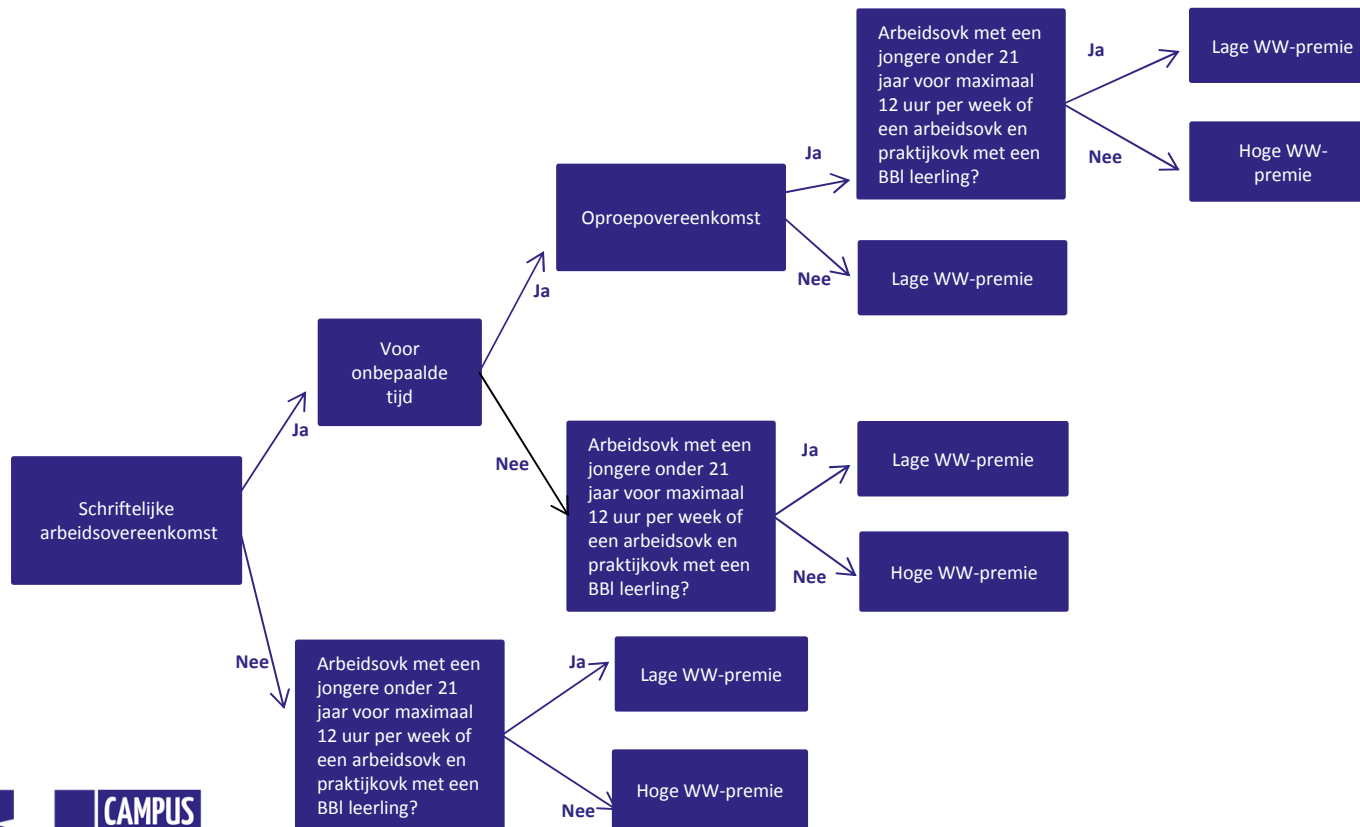 Arbeidsovk met een
jongere onder 21
jaar voor maximaal
12 uur per week of
een arbeidsovk en
praktijkovk met een
BBl leerling?
Ja
Lage WW-premie
Nee
Hoge WW-
premie
Ja
Oproepovereenkomst
Nee
Lage WW-premie
Ja
Voor
onbepaalde
tijd
Ja
Nee
Arbeidsovk met een
jongere onder 21
jaar voor maximaal
12 uur per week of
een arbeidsovk en
praktijkovk met een
BBl leerling?
Ja
Lage WW-premie
Nee
Hoge WW-premie
Schriftelijke
arbeidsovereenkomst
Nee
Arbeidsovk met een
jongere onder 21
jaar voor maximaal
12 uur per week of
een arbeidsovk en
praktijkovk met een
BBl leerling?
Ja
Lage WW-premie
Nee
Hoge WW-premie
CAMPUS